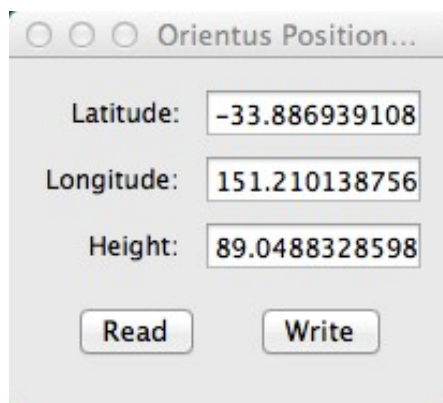 Orientus Position...
Latitude: -33.886939108
Longitude: 151.210138756
Height: 89.0488328598
Read Write